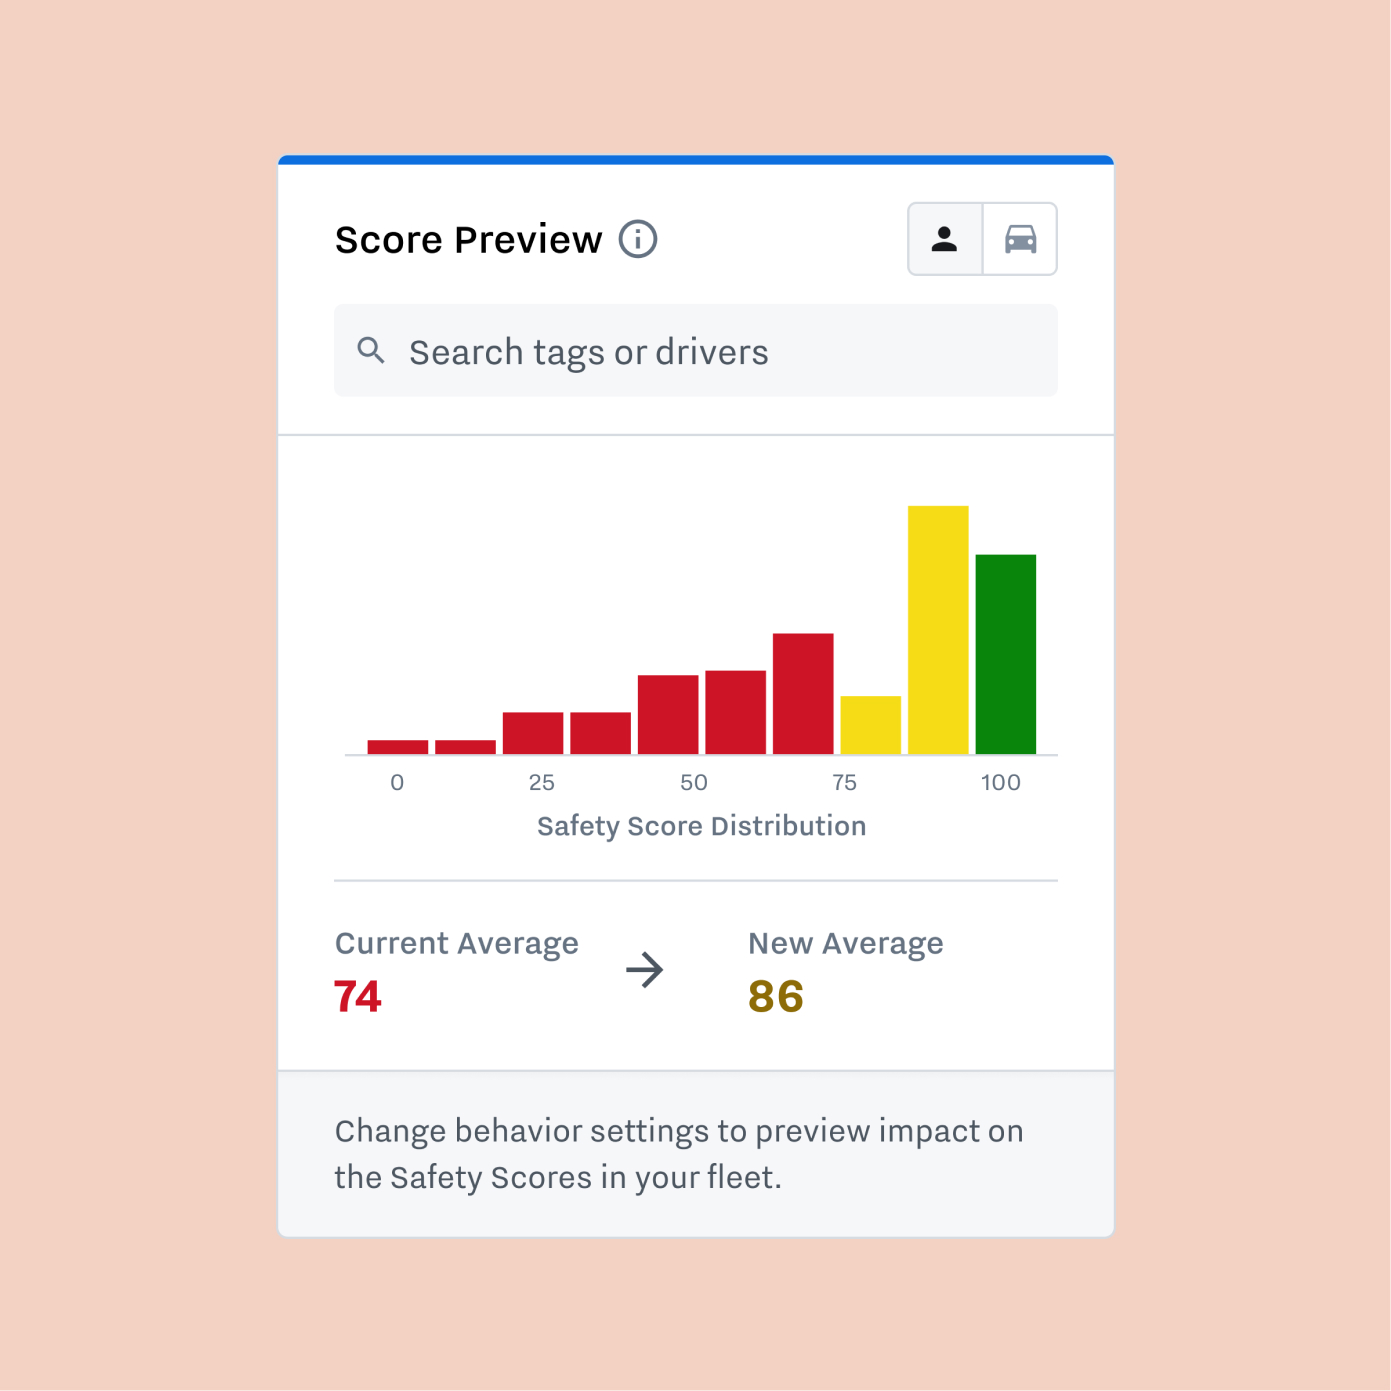 Score Preview
Search tags or drivers
0 25 50 75 100
Safety Score Distribution
Current Average New Average
74 86
Change behavior settings to preview impact on
the Safety Scores in your fleet.